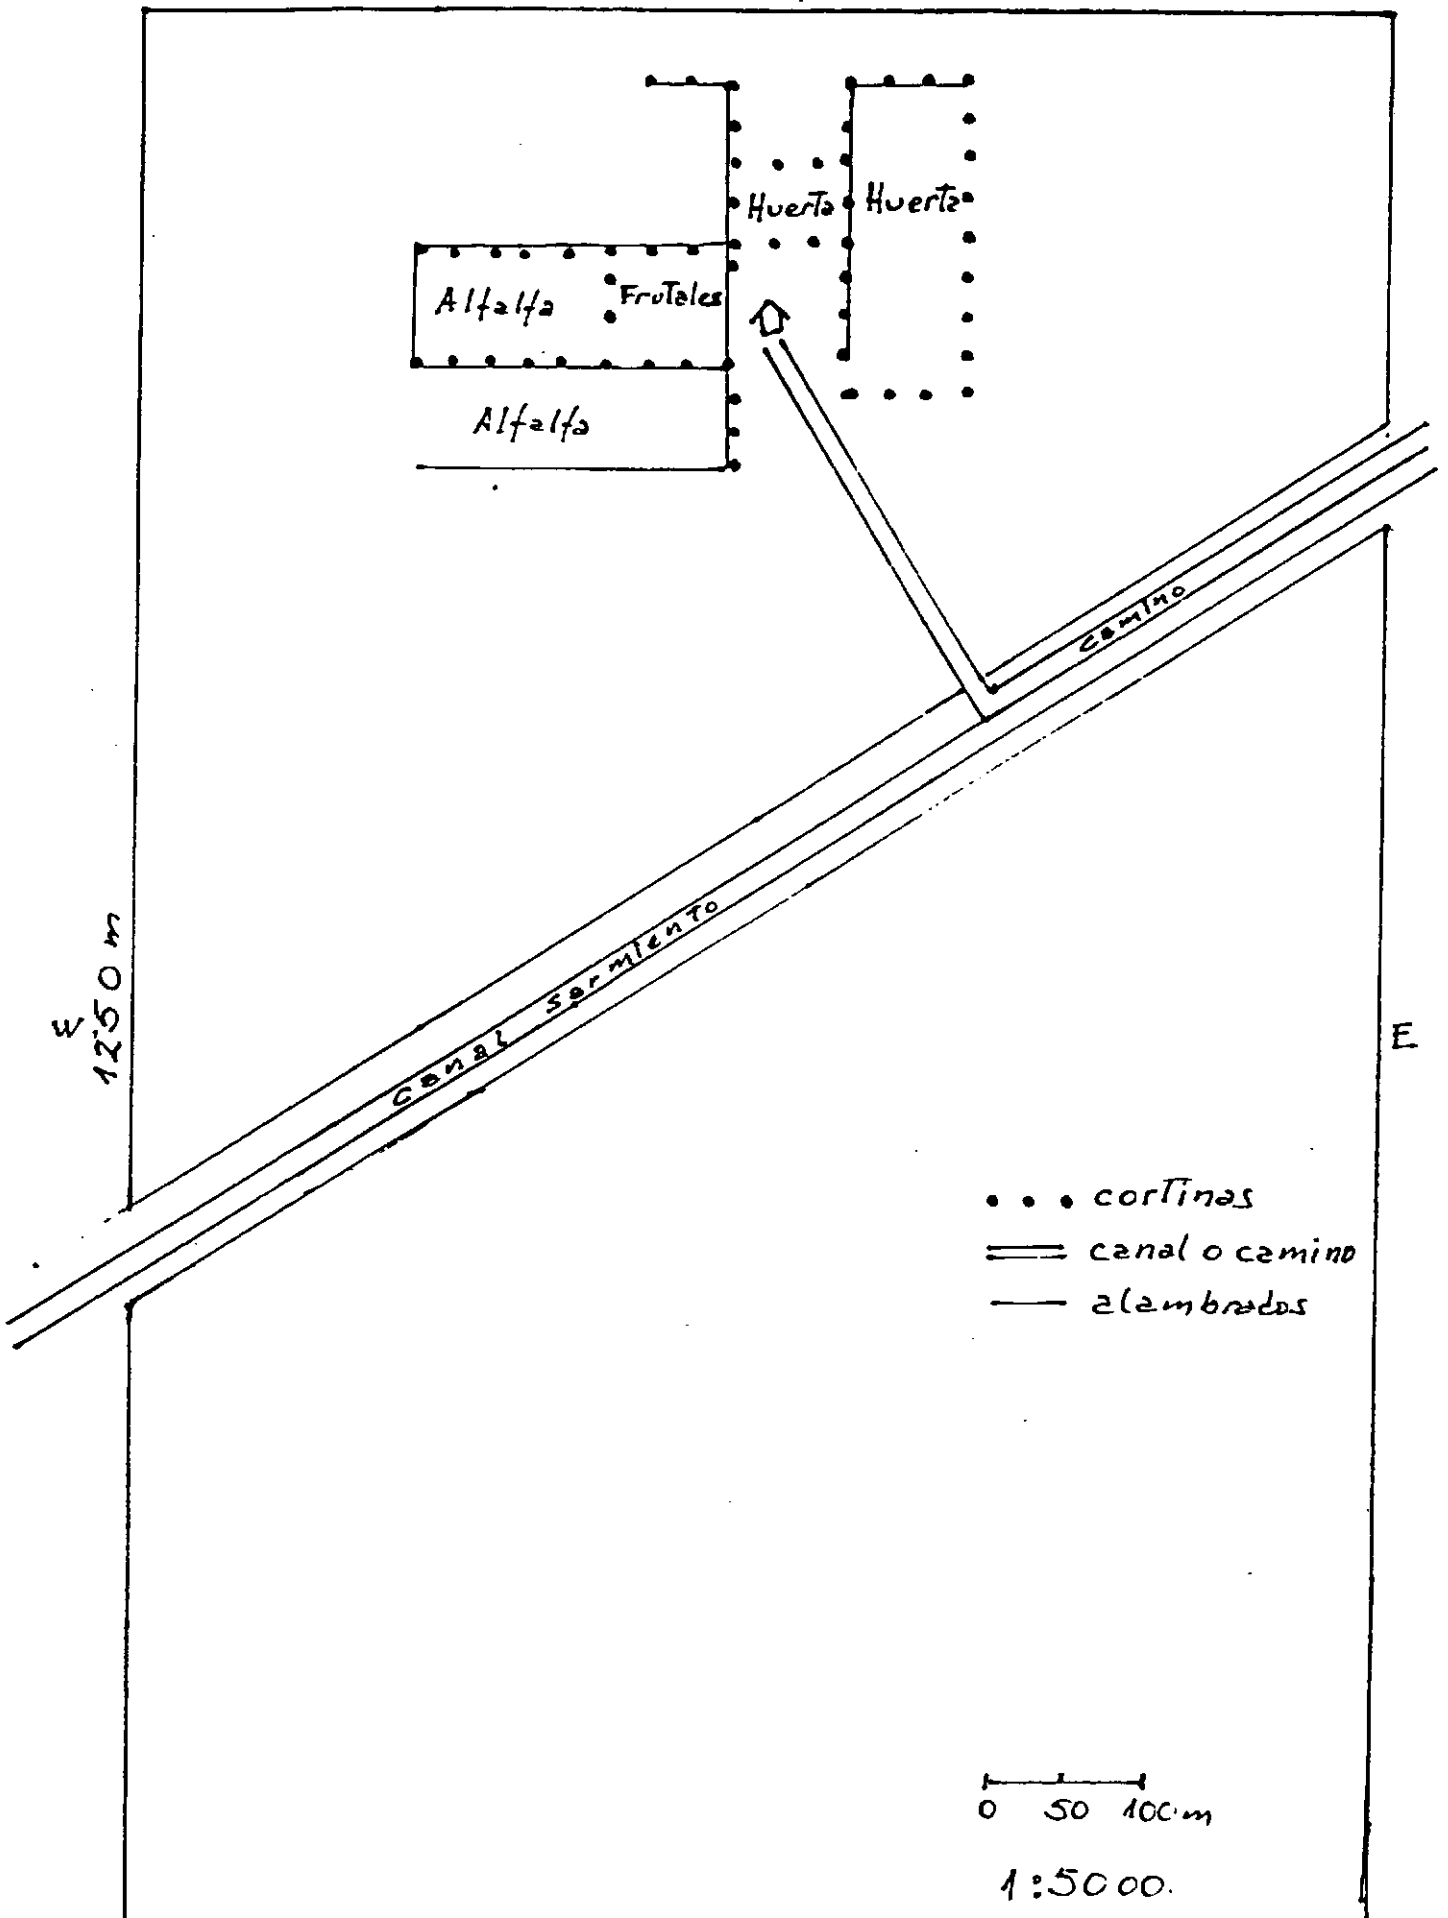 Huerta Huerta
Alfalfa Frutales
Alfalfa
camino
canal sarmiento
W
1250 m
E
cortinas
canal o camino
alambrados
0 50 100 m
1:5000.